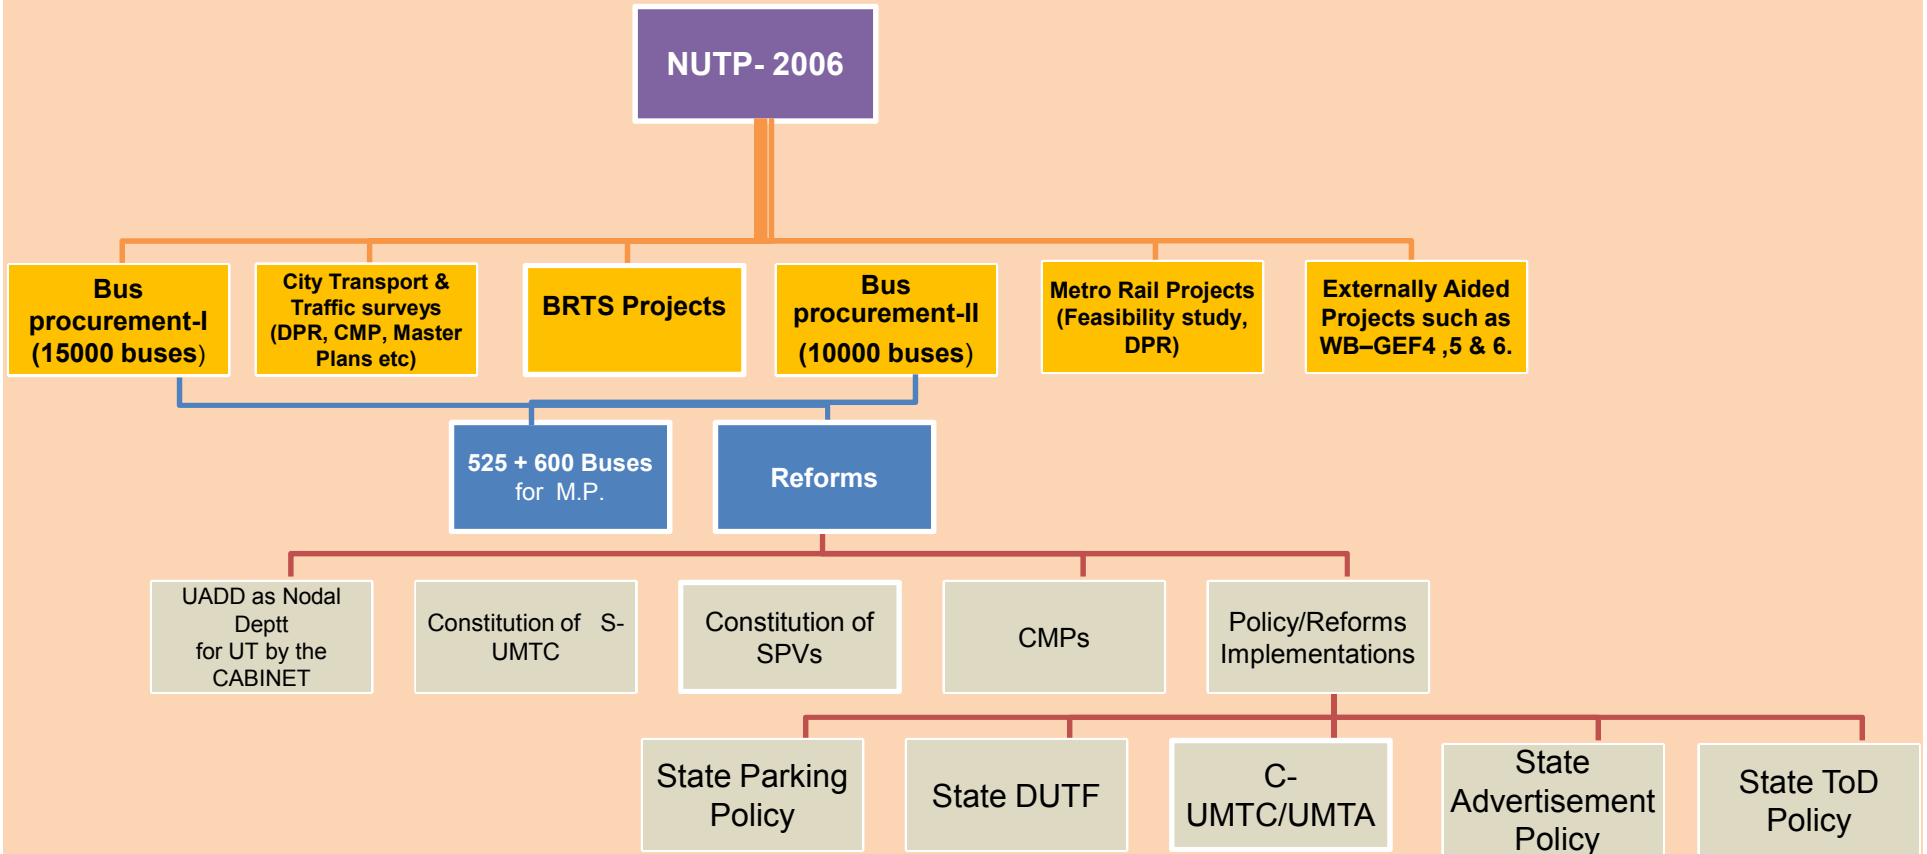 NUTP- 2006
Bus
procurement-I
(15000 buses)
City Transport &
Traffic surveys
(DPR, CMP, Master
Plans etc)
BRTS Projects
Bus
procurement-II
(10000 buses)
Metro Rail Projects
(Feasibility study,
DPR)
Externally Aided
Projects such as
WB–GEF4 ,5 & 6.
525 + 600 Buses
for M.P.
Reforms
UADD as Nodal
Deptt
for UT by the
CABINET
Constitution of S-
UMTC
Constitution of
SPVs
CMPs
Policy/Reforms
Implementations
State Parking
Policy
State DUTF
C-
UMTC/UMTA
State
Advertisement
Policy
State ToD
Policy